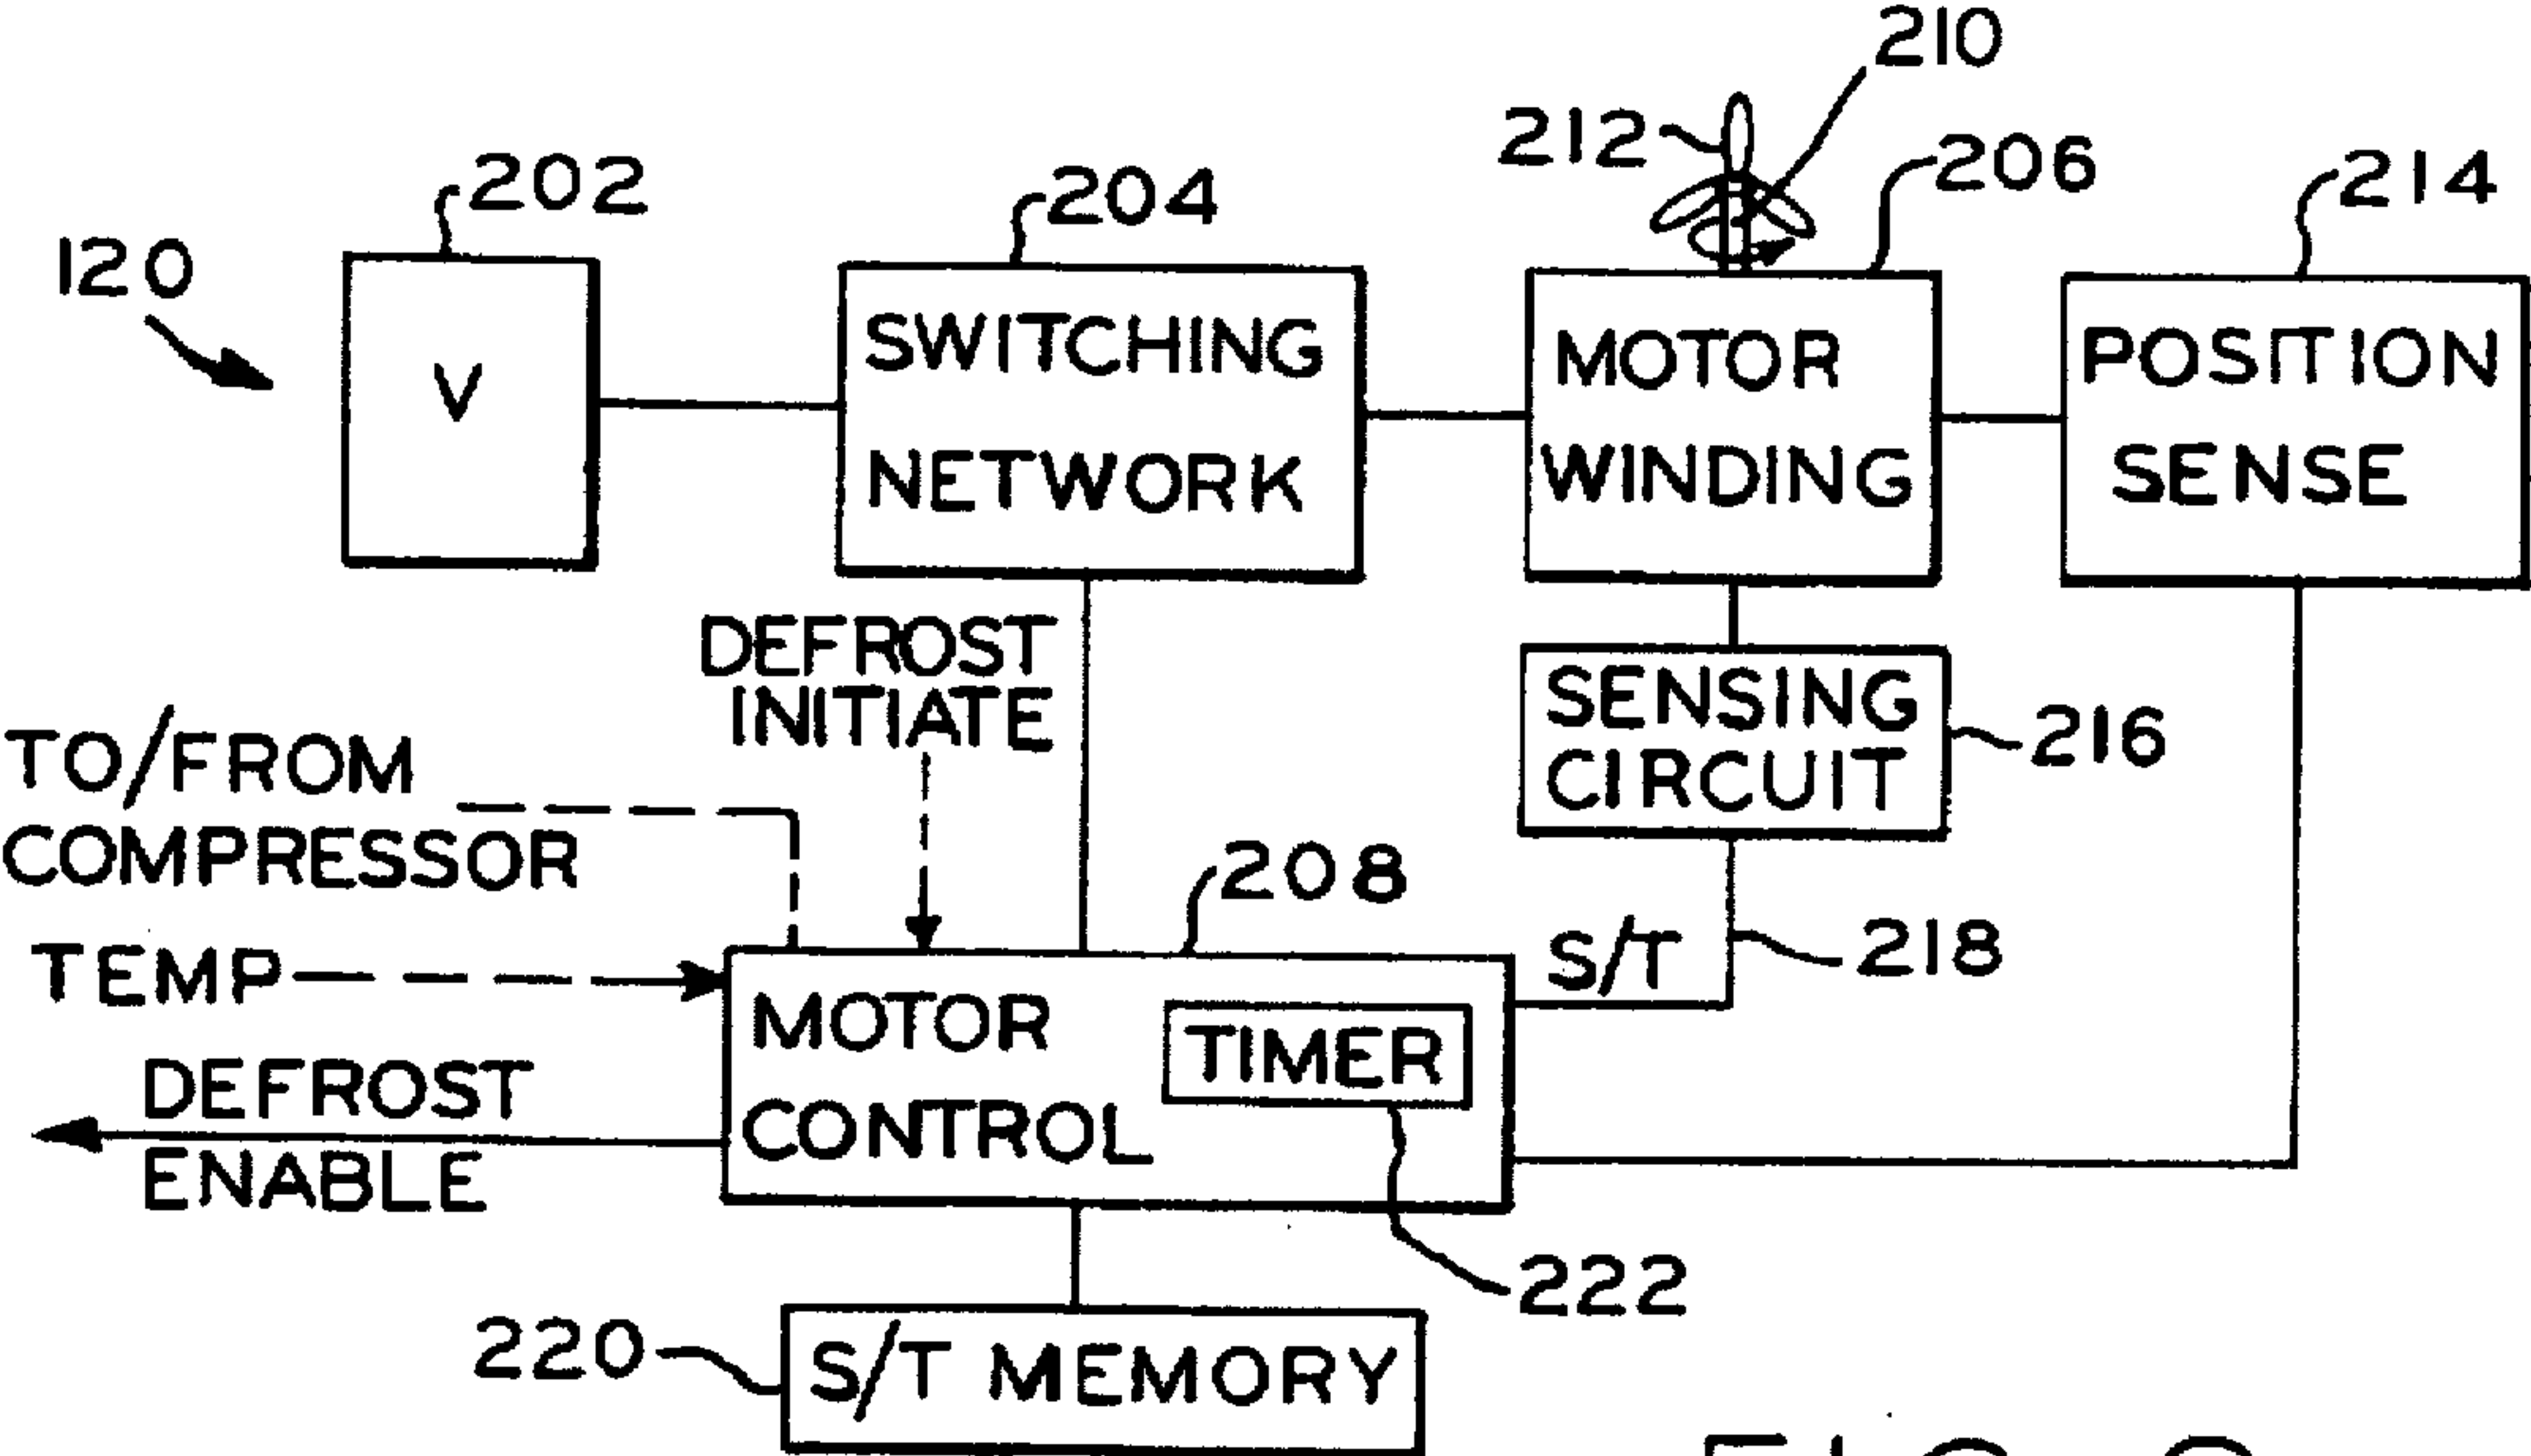 210
212
206
202
204
214
120
V
SWITCHING
NETWORK
MOTOR
WINDING
POSITION
SENSE
DEFROST
INITIATE
SENSING
CIRCUIT
216
TO/FROM
COMPRESSOR
208
S/T
218
TEMP
MOTOR
CONTROL
TIMER
DEFROST
ENABLE
222
220
S/T MEMORY